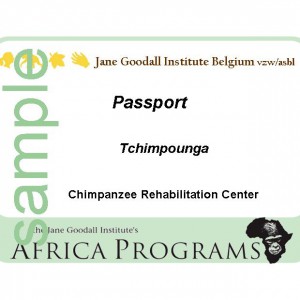 Jane Goodall Institute Belgium vzw/asbl
Passport
Tchimpounga
Chimpanzee Rehabilitation Center
sample
The Jane Goodall Institute's
AFRICA PROGRAMS